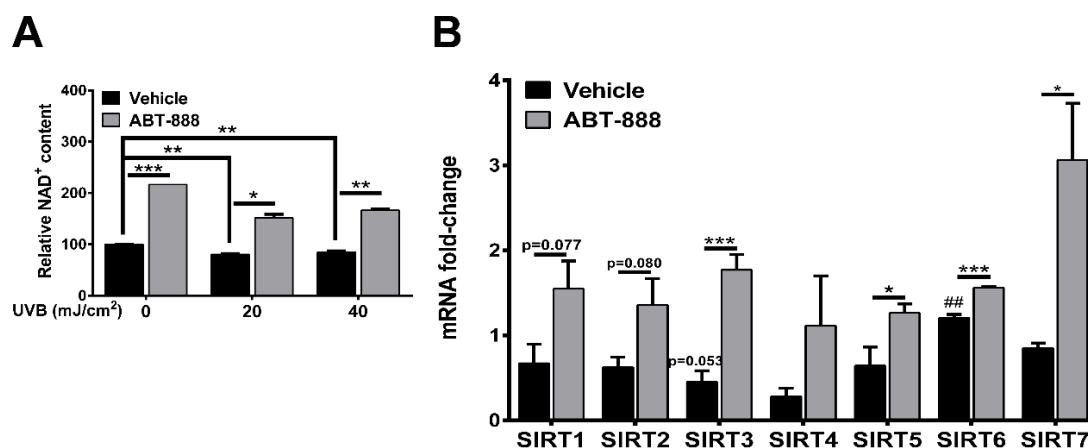 A
400
300
200
100
0
Relative NAD+ content
Vehicle
ABT-888
**
**
***
*
**
UVB (mJ/cm²)
0 20 40
B
4
3
2
1
0
mRNA fold-change
Vehicle
ABT-888
p=0.077
p=0.080
***
p=0.053
*
##
***
*
SIRT1 SIRT2 SIRT3 SIRT4 SIRT5 SIRT6 SIRT7